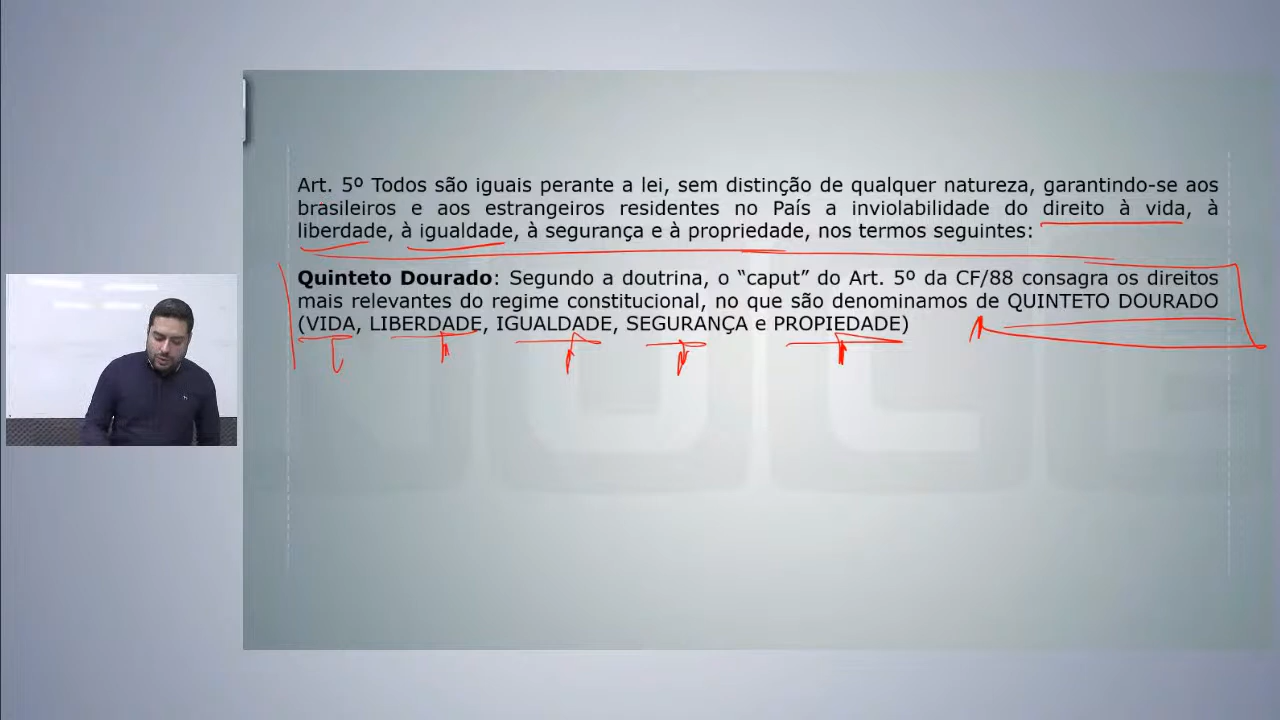 Art. 5º Todos são iguais perante a lei, sem distinção de qualquer natureza, garantindo-se aos
brasileiros e aos estrangeiros residentes no País a inviolabilidade do direito à vida, à
liberdade, à igualdade, à segurança e à propriedade, nos termos seguintes:
Quinteto Dourado: Segundo a doutrina, o “caput” do Art. 5º da CF/88 consagra os direitos
mais relevantes do regime constitucional, no que são denominamos de QUINTETO DOURADO
(VIDA, LIBERDADE, IGUALDADE, SEGURANÇA e PROPIEDADE)